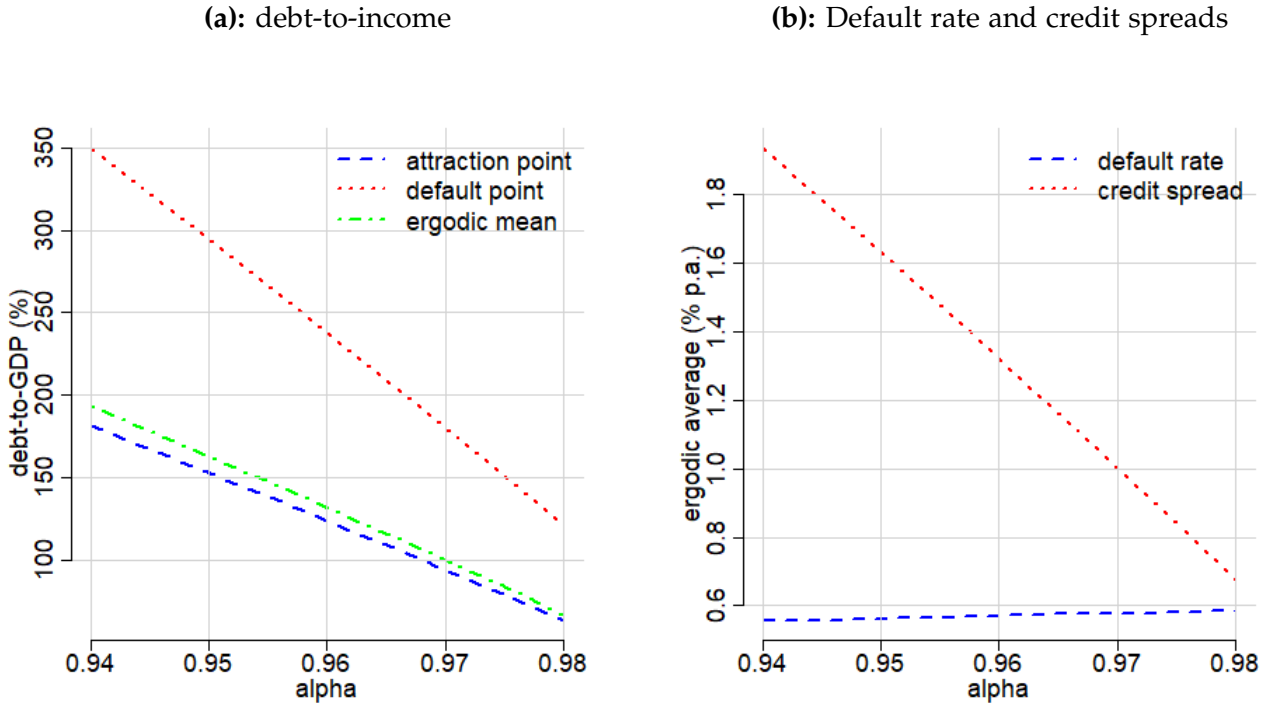 (a): debt-to-income
(b): Default rate and credit spreads
debt-to-GDP (%)
350
300
250
200
150
100
attraction point
default point
ergodic mean
0.94 0.95 0.96 0.97 0.98
alpha
ergodic average (% p.a.)
1.8
1.6
1.4
1.2
1.0
0.8
0.6
default rate
credit spread
0.94 0.95 0.96 0.97 0.98
alpha